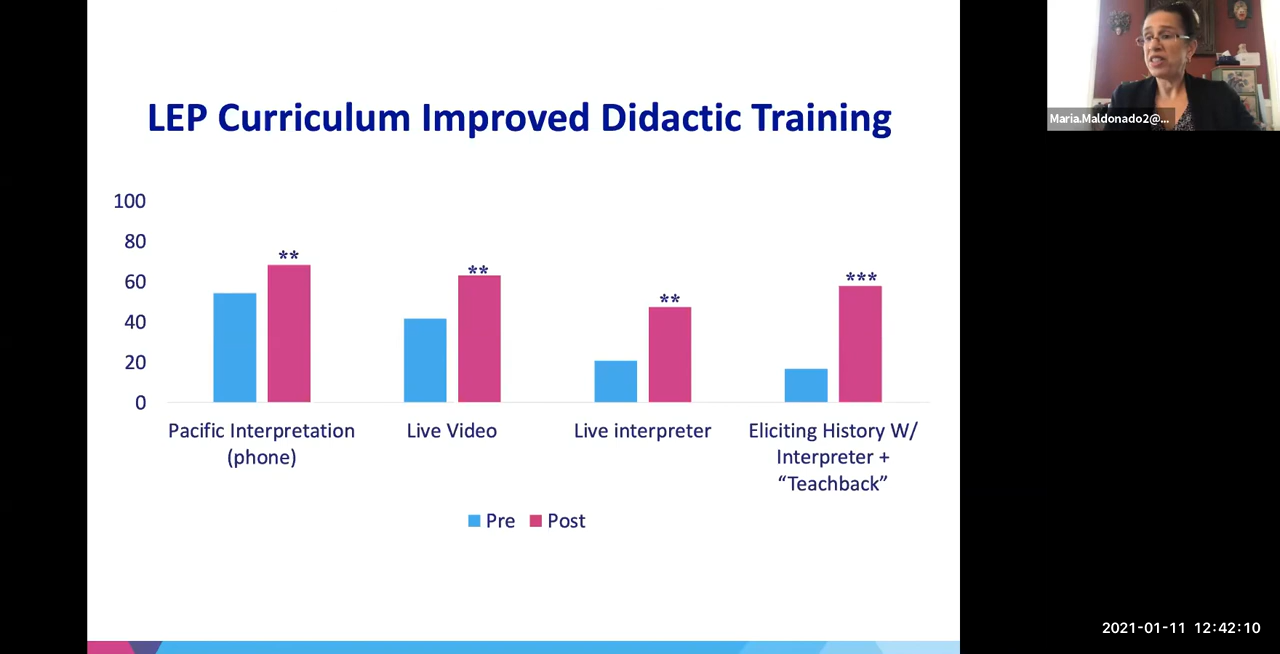 LEP Curriculum Improved Didactic Training
100
80
60
40
20
0
**
**
**
***
Pacific Interpretation
(phone)
Live Video
Live interpreter
Eliciting History W/
Interpreter +
“Teachback”
Pre
Post
Maria.Maldonado2@...
2021-01-11 12:42:10